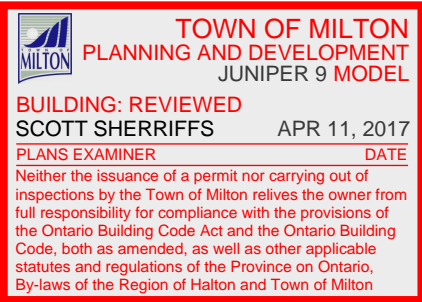 TOWN OF MILTON
PLANNING AND DEVELOPMENT
JUNIPER 9 MODEL
TOWN OF
MILTON
BUILDING: REVIEWED
SCOTT SHERRIFFS APR 11, 2017
PLANS EXAMINER DATE
Neither the issuance of a permit nor carrying out of
inspections by the Town of Milton relives the owner from
full responsibility for compliance with the provisions of
the Ontario Building Code Act and the Ontario Building
Code, both as amended, as well as other applicable
statutes and regulations of the Province on Ontario,
By-laws of the Region of Halton and Town of Milton